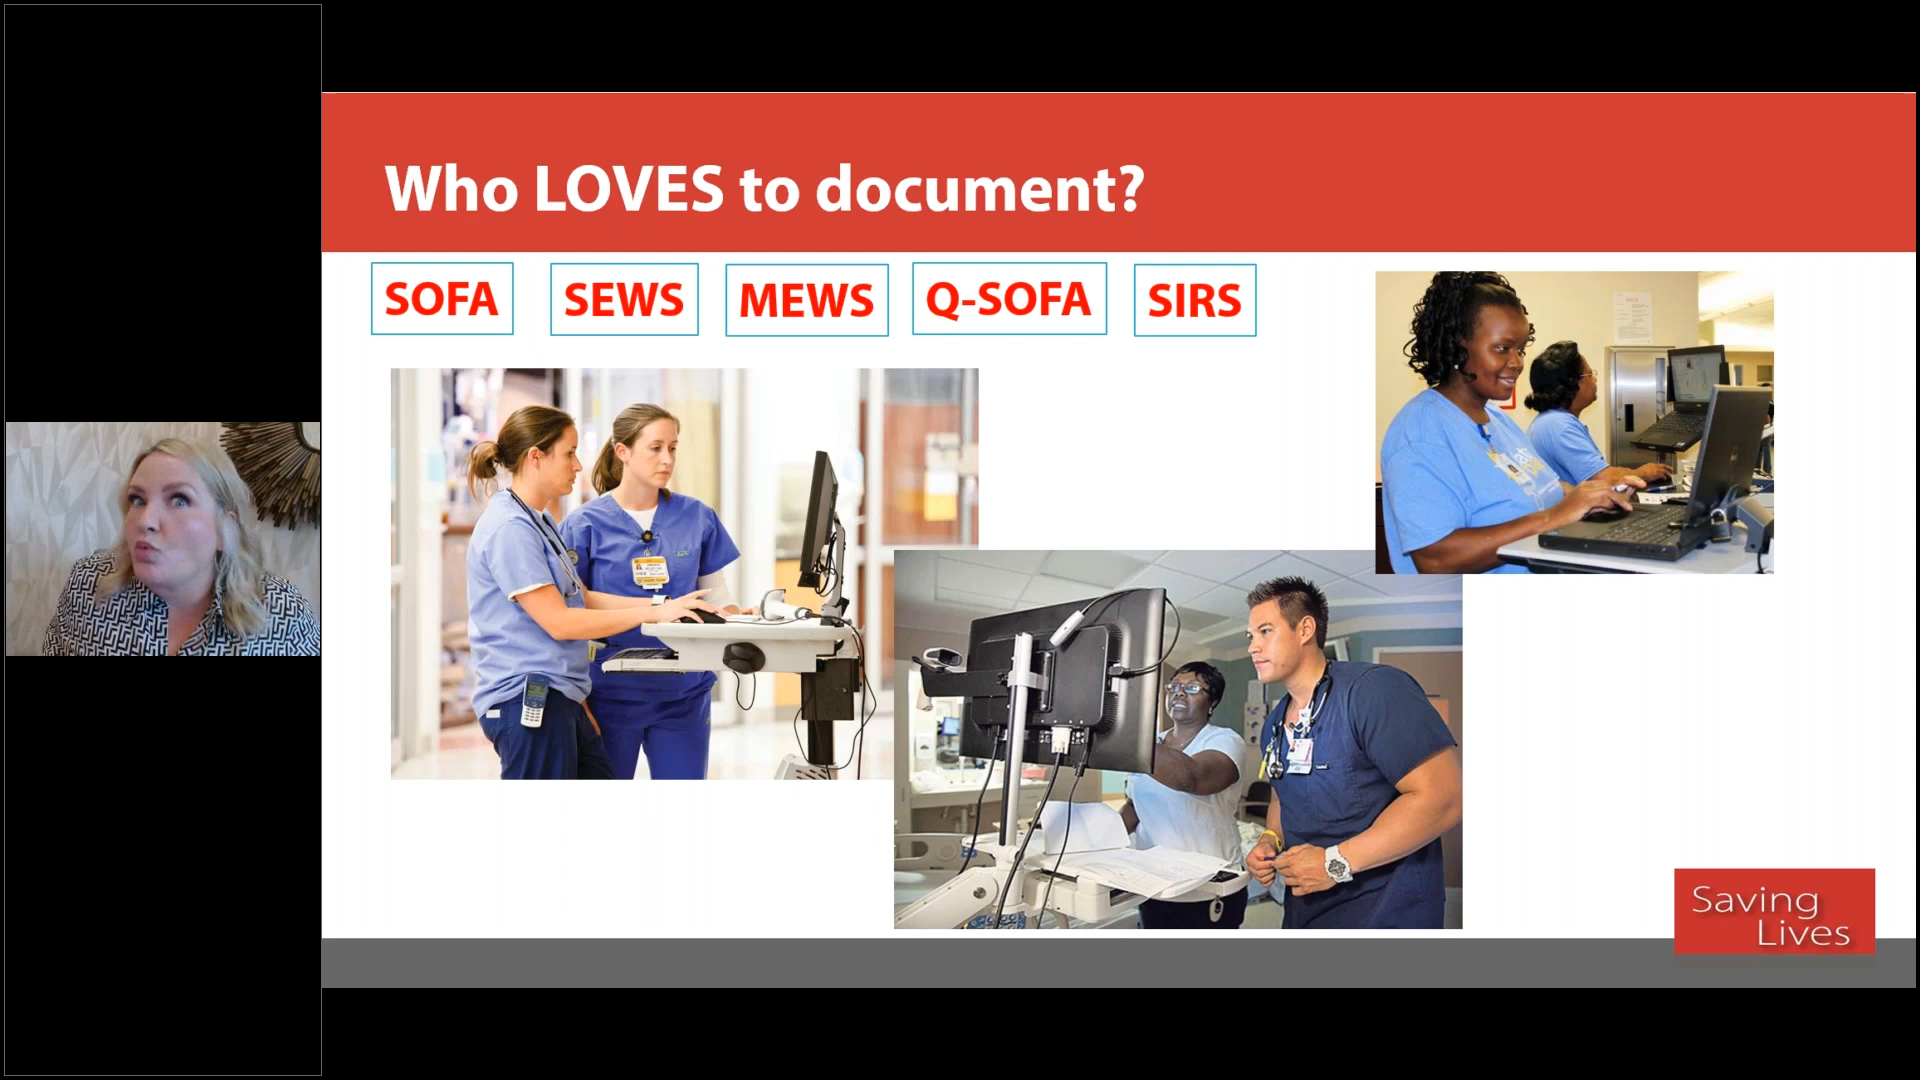 Who LOVES to document?
SOFA
SEWS
MEWS
Q-SOFA
SIRS
Saving
Lives